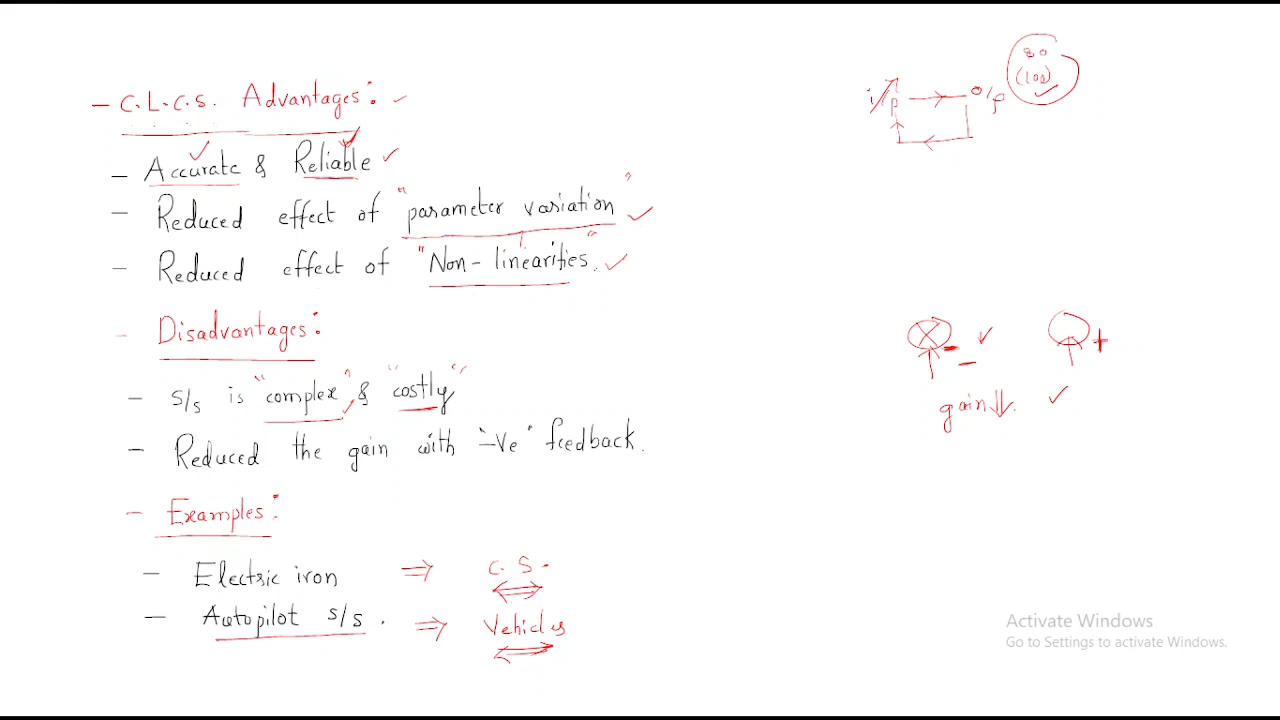 - C.L.C.S. Advantages:
- Accurate & Reliable
- Reduced effect of "parameter variation"
- Reduced effect of "Non-linearities"
- Disadvantages:
- S/s is "complex" & "costly"
- Reduced the gain with "-Ve" feedback.
- Examples:
- Electric iron ⇒ C.S.
- Autopilot s/s. ⇒ Vehicles
80
(100)
i/p → o/p
- +
-
gain↓↓.
Activate Windows
Go to Settings to activate Windows.